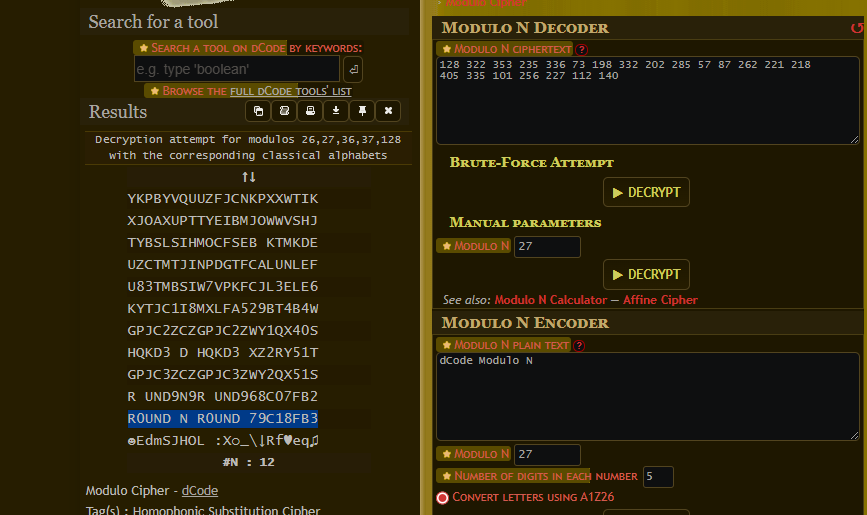 Search for a tool
★ Search a tool on dCode by keywords:
e.g. type 'boolean'
★ Browse the full dCode tools' list
Results
Decryption attempt for modulos 26,27,36,37,128
with the corresponding classical alphabets
↑↓
YKPBYVQUUZFJCNKPXXWTIK
XJOAXUPTTYEIBMJOWWVSHJ
TYBSLSIHMOCFSEB KTMKDE
UZCTMTJINPDGTFCALUNLEF
U83TMBSIW7VPKFCJL3ELE6
KYTJC1I8MXLFA529BT4B4W
GPJC2ZCZGPJC2ZWY1QX4OS
HQKD3 D HQKD3 XZ2RY51T
GPJC3ZCZGPJC3ZWY2QX51S
R UND9N9R UND968C07FB2
R0UND N R0UND 79C18FB3
☻EdmSJHOL :X○_\↓Rf♥eq♫
#N : 12
Modulo Cipher - dCode
Tag(s) : Homophonic Substitution Cipher
Modulo N Decoder
★ Modulo N ciphertext ?
128 322 353 235 336 73 198 332 202 285 57 87 262 221 218
405 335 101 256 227 112 140
Brute-Force Attempt
▶ DECRYPT
Manual parameters
★ Modulo N 27
▶ DECRYPT
See also: Modulo N Calculator — Affine Cipher
Modulo N Encoder
★ Modulo N plain text ?
dCode Modulo N
★ Modulo N 27
★ Number of digits in each number 5
Convert letters using A1Z26